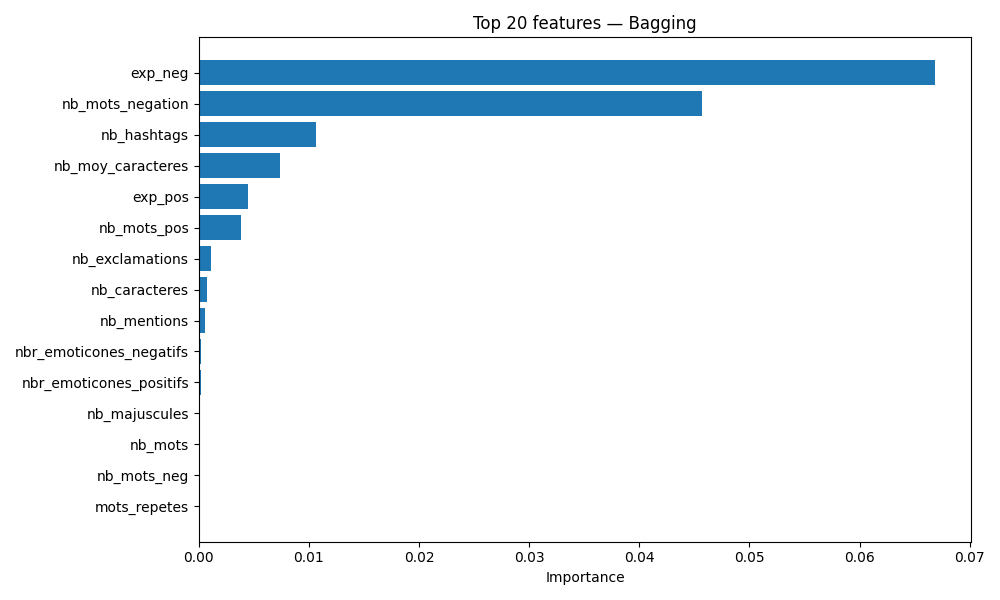 Top 20 features — Bagging
exp_neg
nb_mots_negation
nb_hashtags
nb_moy_caracteres
exp_pos
nb_mots_pos
nb_exclamations
nb_caracteres
nb_mentions
nbr_emoticones_negatifs
nbr_emoticones_positifs
nb_majuscules
nb_mots
nb_mots_neg
mots_repetes
0.00 0.01 0.02 0.03 0.04 0.05 0.06 0.07
Importance